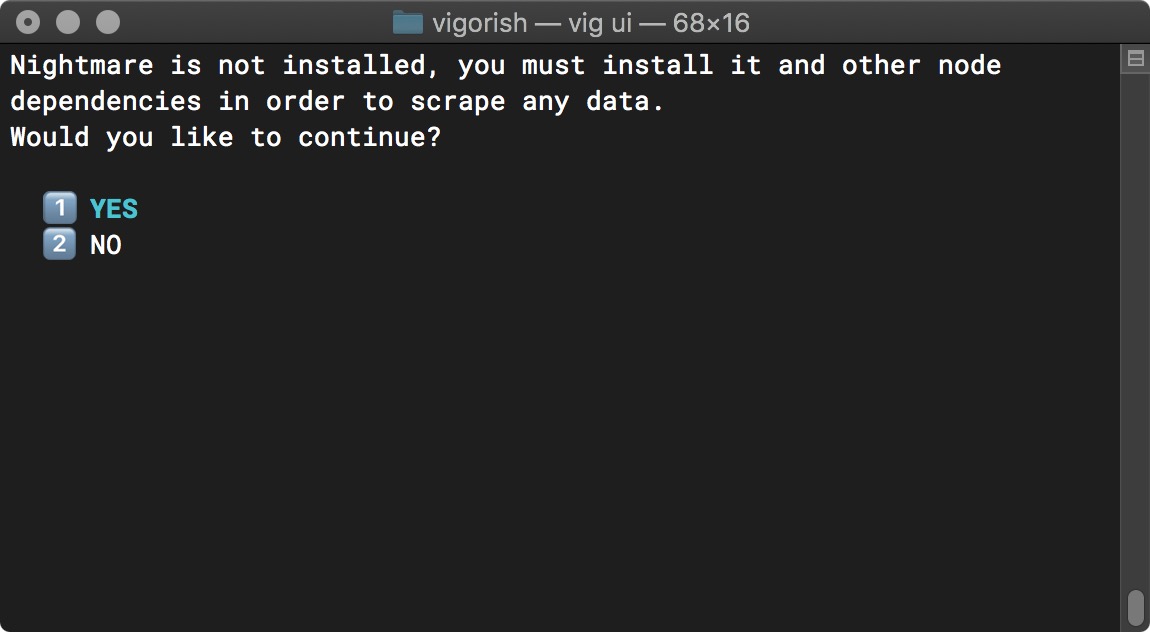 vigorish — vig ui — 68×16
Nightmare is not installed, you must install it and other node
dependencies in order to scrape any data.
Would you like to continue?
1 YES
2 NO